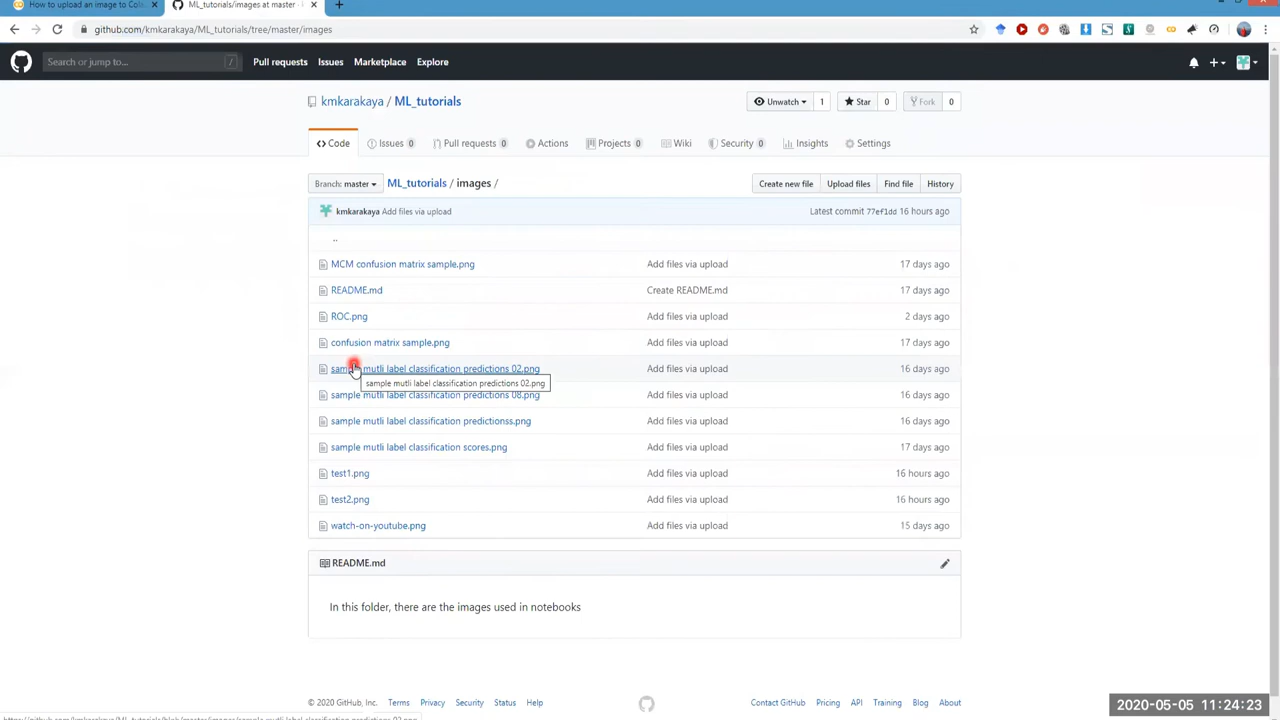 How to upload an image to Col
ML_tutorials/images at master ·
github.com/kmkarakaya/ML_tutorials/tree/master/images
Search or jump to... /
Pull requests Issues Marketplace Explore
kmkarakaya / ML_tutorials
Unwatch 1 Star 0 Fork 0
Code Issues 0 Pull requests 0 Actions Projects 0 Wiki Security 0 Insights Settings
Branch: master ML_tutorials / images /
Create new file Upload files Find file History
kmkarakaya Add files via upload Latest commit 77ef1dd 16 hours ago
..
MCM confusion matrix sample.png Add files via upload 17 days ago
README.md Create README.md 17 days ago
ROC.png Add files via upload 2 days ago
confusion matrix sample.png Add files via upload 17 days ago
sample mutli label classification predictions 02.png Add files via upload 16 days ago
sample mutli label classification predictions 02.png
sample mutli label classification predictions 08.png Add files via upload 16 days ago
sample mutli label classification predictionss.png Add files via upload 16 days ago
sample mutli label classification scores.png Add files via upload 17 days ago
test1.png Add files via upload 16 hours ago
test2.png Add files via upload 16 hours ago
watch-on-youtube.png Add files via upload 15 days ago
README.md
In this folder, there are the images used in notebooks
© 2020 GitHub, Inc. Terms Privacy Security Status Help
Contact GitHub Pricing API Training Blog About
2020-05-05 11:24:23